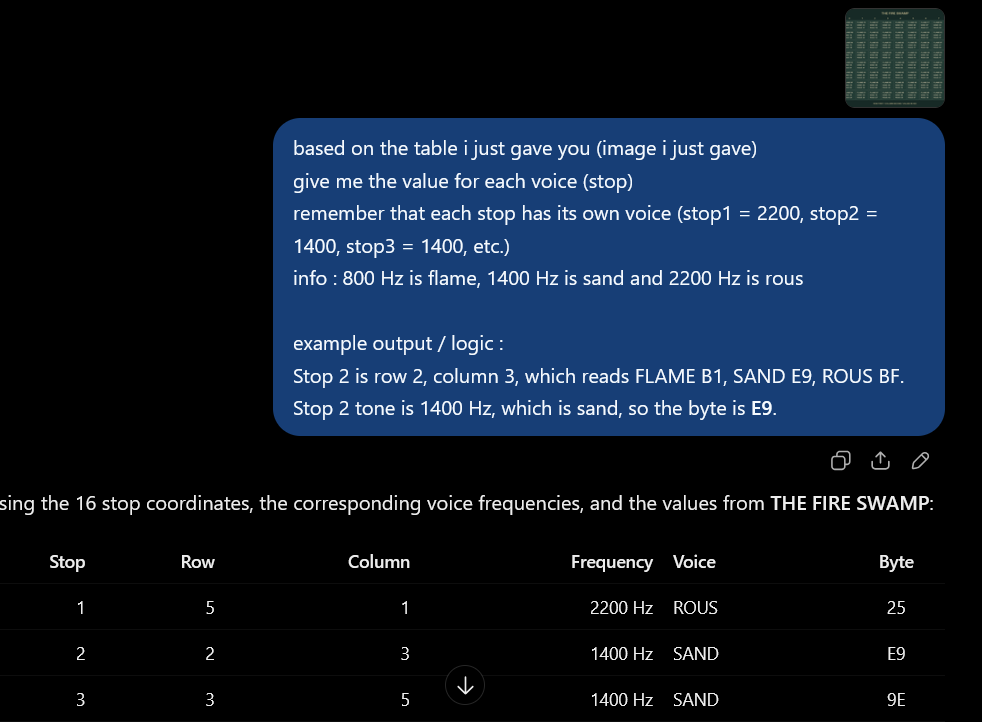 THE FIRE SWAMP
based on the table i just gave you (image i just gave)
give me the value for each voice (stop)
remember that each stop has its own voice (stop1 = 2200, stop2 =
1400, stop3 = 1400, etc.)
info : 800 Hz is flame, 1400 Hz is sand and 2200 Hz is rous
example output / logic :
Stop 2 is row 2, column 3, which reads FLAME B1, SAND E9, ROUS BF.
Stop 2 tone is 1400 Hz, which is sand, so the byte is E9.
sing the 16 stop coordinates, the corresponding voice frequencies, and the values from THE FIRE SWAMP:
Stop Row Column Frequency Voice Byte
1 5 1 2200 Hz ROUS 25
2 2 3 1400 Hz SAND E9
3 3 5 1400 Hz SAND 9E